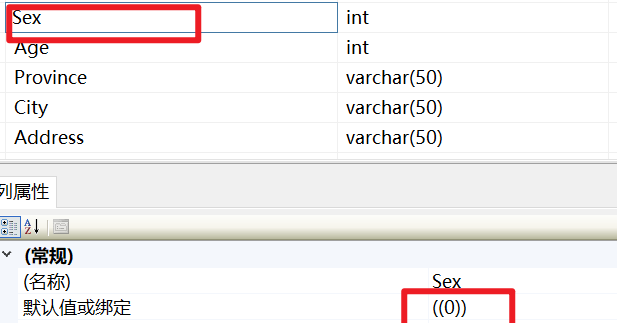 Sex int
Age int
Province varchar(50)
City varchar(50)
Address varchar(50)
列属性
(常规)
(名称) Sex
默认值或绑定 ((0))